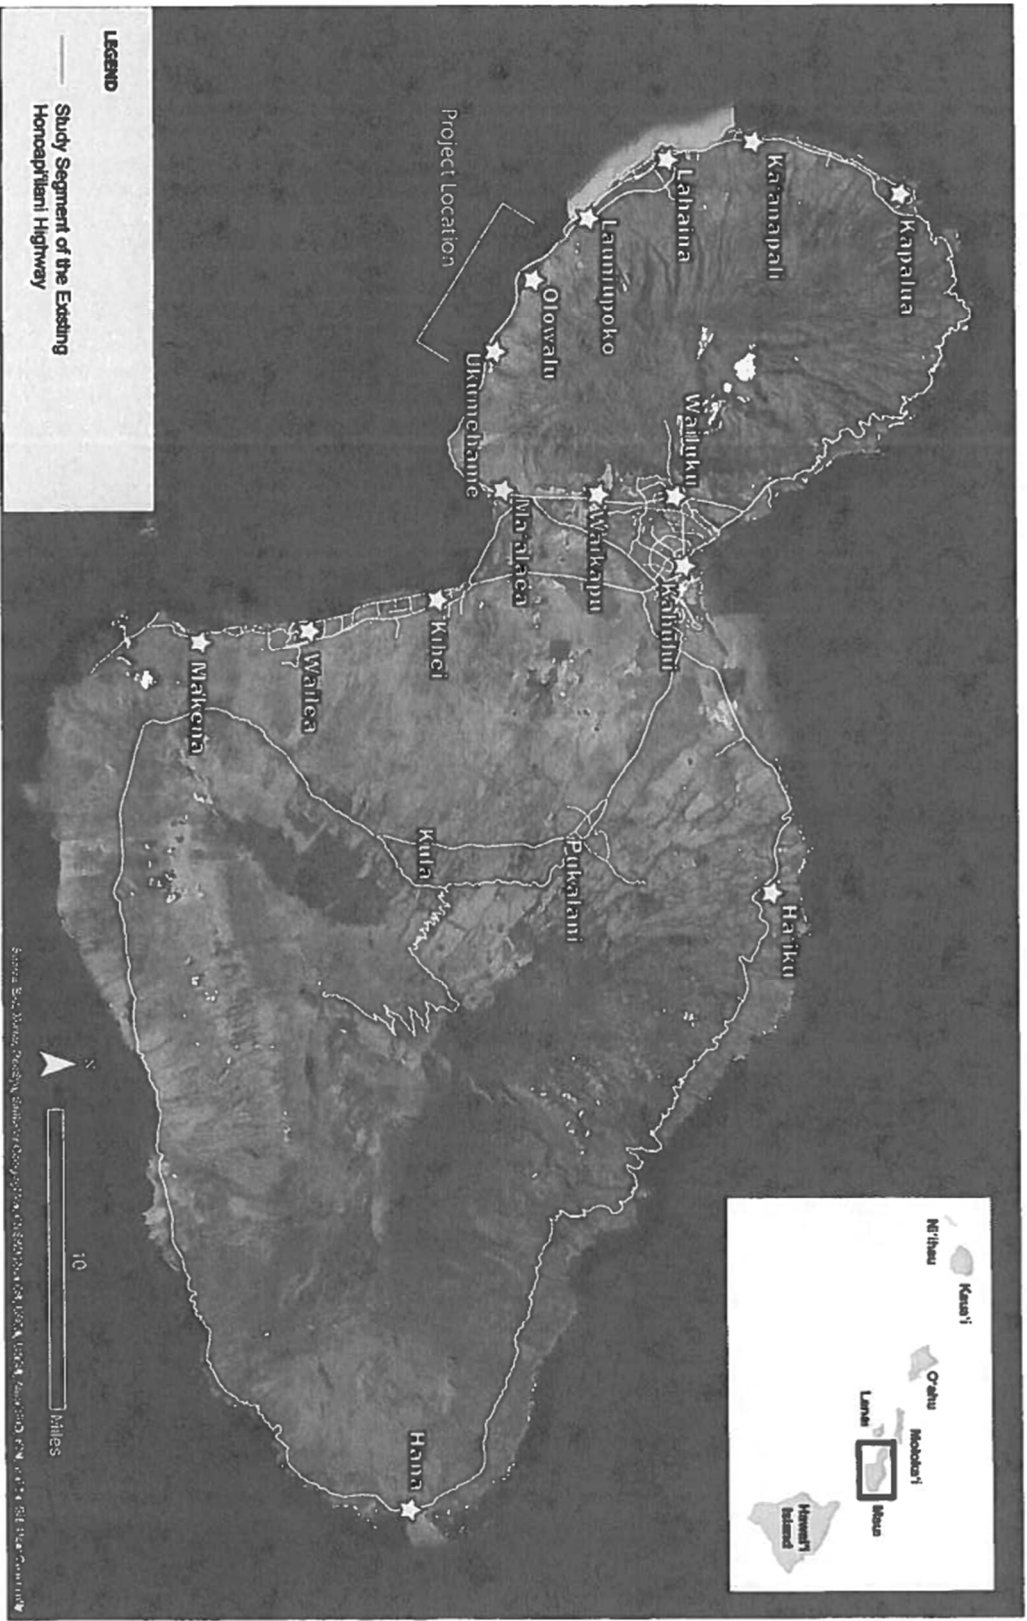 Kapalua
Ka'anapali
Lahaina
Launiupoko
Olowalu
Ukumehame
Project Location
Wailuku
Kahului
Waikapu
Ma'alaea
Kihei
Wailea
Makena
Ha'iku
Pukalani
Kula
Hana
LEGEND
Study Segment of the Existing
Honoapi'ilani Highway
Ni'ihau
Kaua'i
O'ahu
Moloka'i
Lanai
Maui
Hawai'i
Island
N
10
Miles